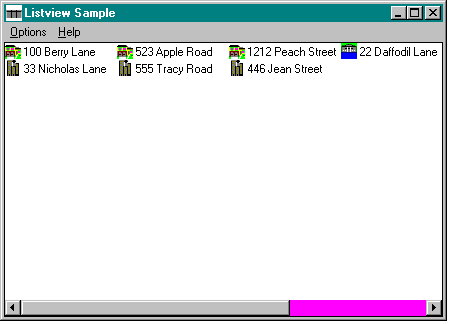 Listview Sample
Options Help
100 Berry Lane 523 Apple Road 1212 Peach Street 22 Daffodil Lane
33 Nicholas Lane 555 Tracy Road 446 Jean Street